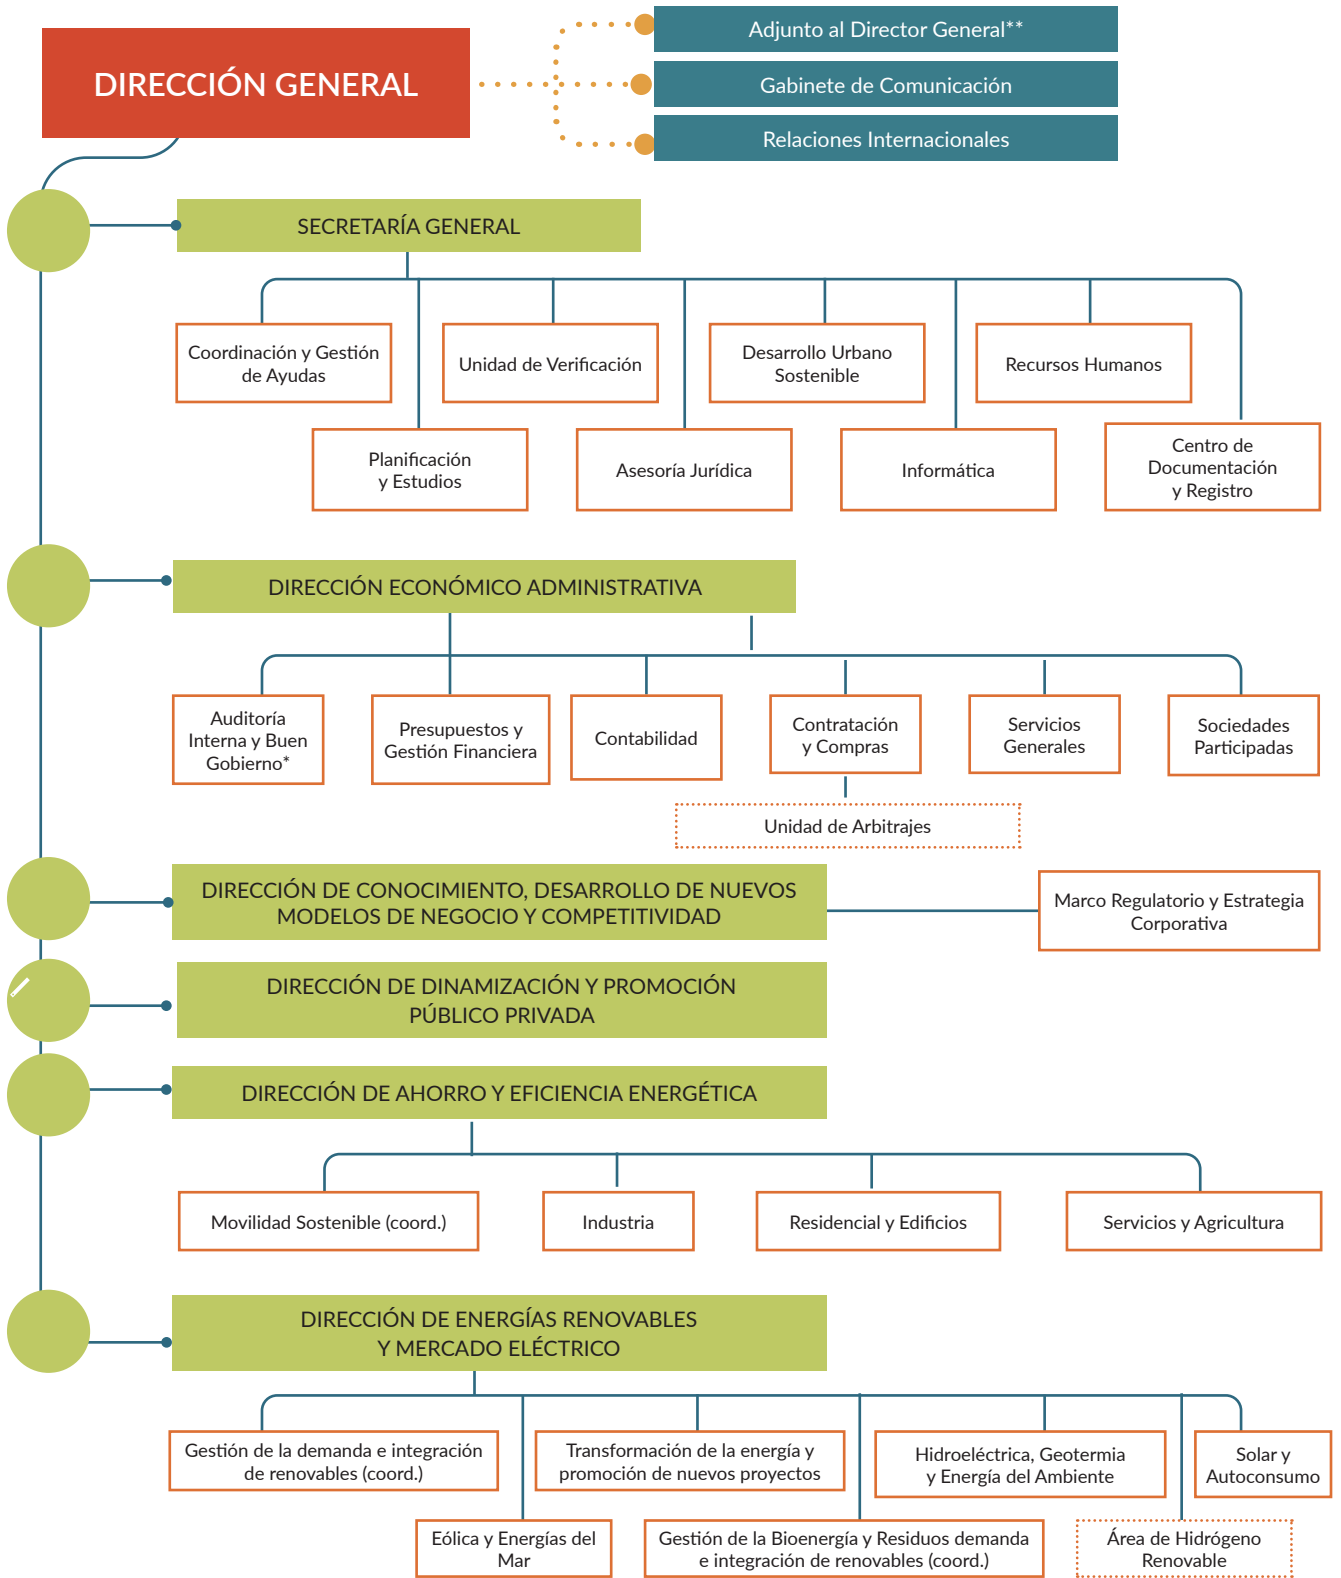 DIRECCIÓN GENERAL
Adjunto al Director General**
Gabinete de Comunicación
Relaciones Internacionales
SECRETARÍA GENERAL
Coordinación y Gestión
de Ayudas
Unidad de Verificación
Desarrollo Urbano
Sostenible
Recursos Humanos
Planificación
y Estudios
Asesoría Jurídica
Informática
Centro de
Documentación
y Registro
DIRECCIÓN ECONÓMICO ADMINISTRATIVA
Auditoría
Interna y Buen
Gobierno*
Presupuestos y
Gestión Financiera
Contabilidad
Contratación
y Compras
Servicios
Generales
Sociedades
Participadas
Unidad de Arbitrajes
DIRECCIÓN DE CONOCIMIENTO, DESARROLLO DE NUEVOS
MODELOS DE NEGOCIO Y COMPETITIVIDAD
Marco Regulatorio y Estrategia
Corporativa
DIRECCIÓN DE DINAMIZACIÓN Y PROMOCIÓN
PÚBLICO PRIVADA
DIRECCIÓN DE AHORRO Y EFICIENCIA ENERGÉTICA
Movilidad Sostenible (coord.)
Industria
Residencial y Edificios
Servicios y Agricultura
DIRECCIÓN DE ENERGÍAS RENOVABLES
Y MERCADO ELÉCTRICO
Gestión de la demanda e integración
de renovables (coord.)
Transformación de la energía y
promoción de nuevos proyectos
Hidroeléctrica, Geotermia
y Energía del Ambiente
Solar y
Autoconsumo
Eólica y Energías del
Mar
Gestión de la Bioenergía y Residuos demanda
e integración de renovables (coord.)
Área de Hidrógeno
Renovable